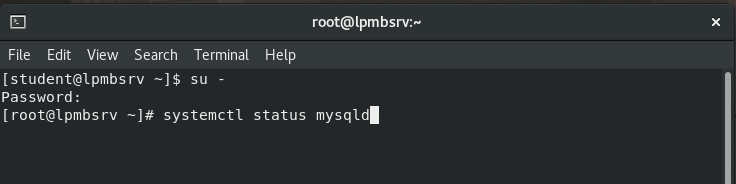 root@lpmbsrv:~
File Edit View Search Terminal Help
[student@lpmbsrv ~]$ su -
Password:
[root@lpmbsrv ~]# systemctl status mysqld